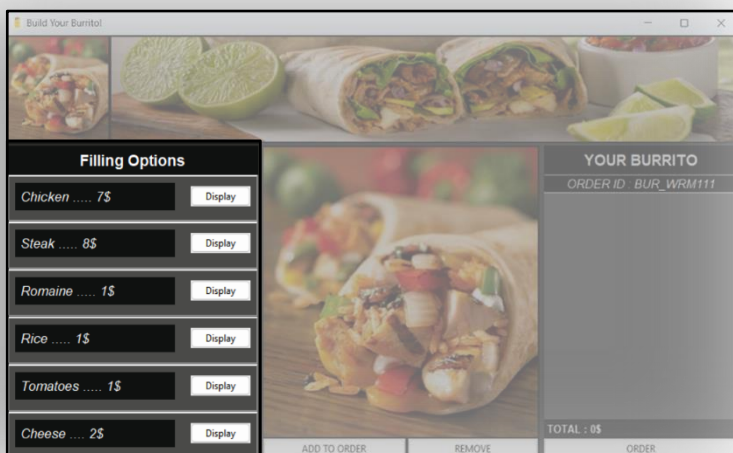 Build Your Burrito!
Filling Options
Chicken ..... 7$
Display
Steak ..... 8$
Display
Romaine ..... 1$
Display
Rice ..... 1$
Display
Tomatoes ..... 1$
Display
Cheese .... 2$
Display
ADD TO ORDER
REMOVE
YOUR BURRITO
ORDER ID : BUR_WRM111
TOTAL : 0$
ORDER